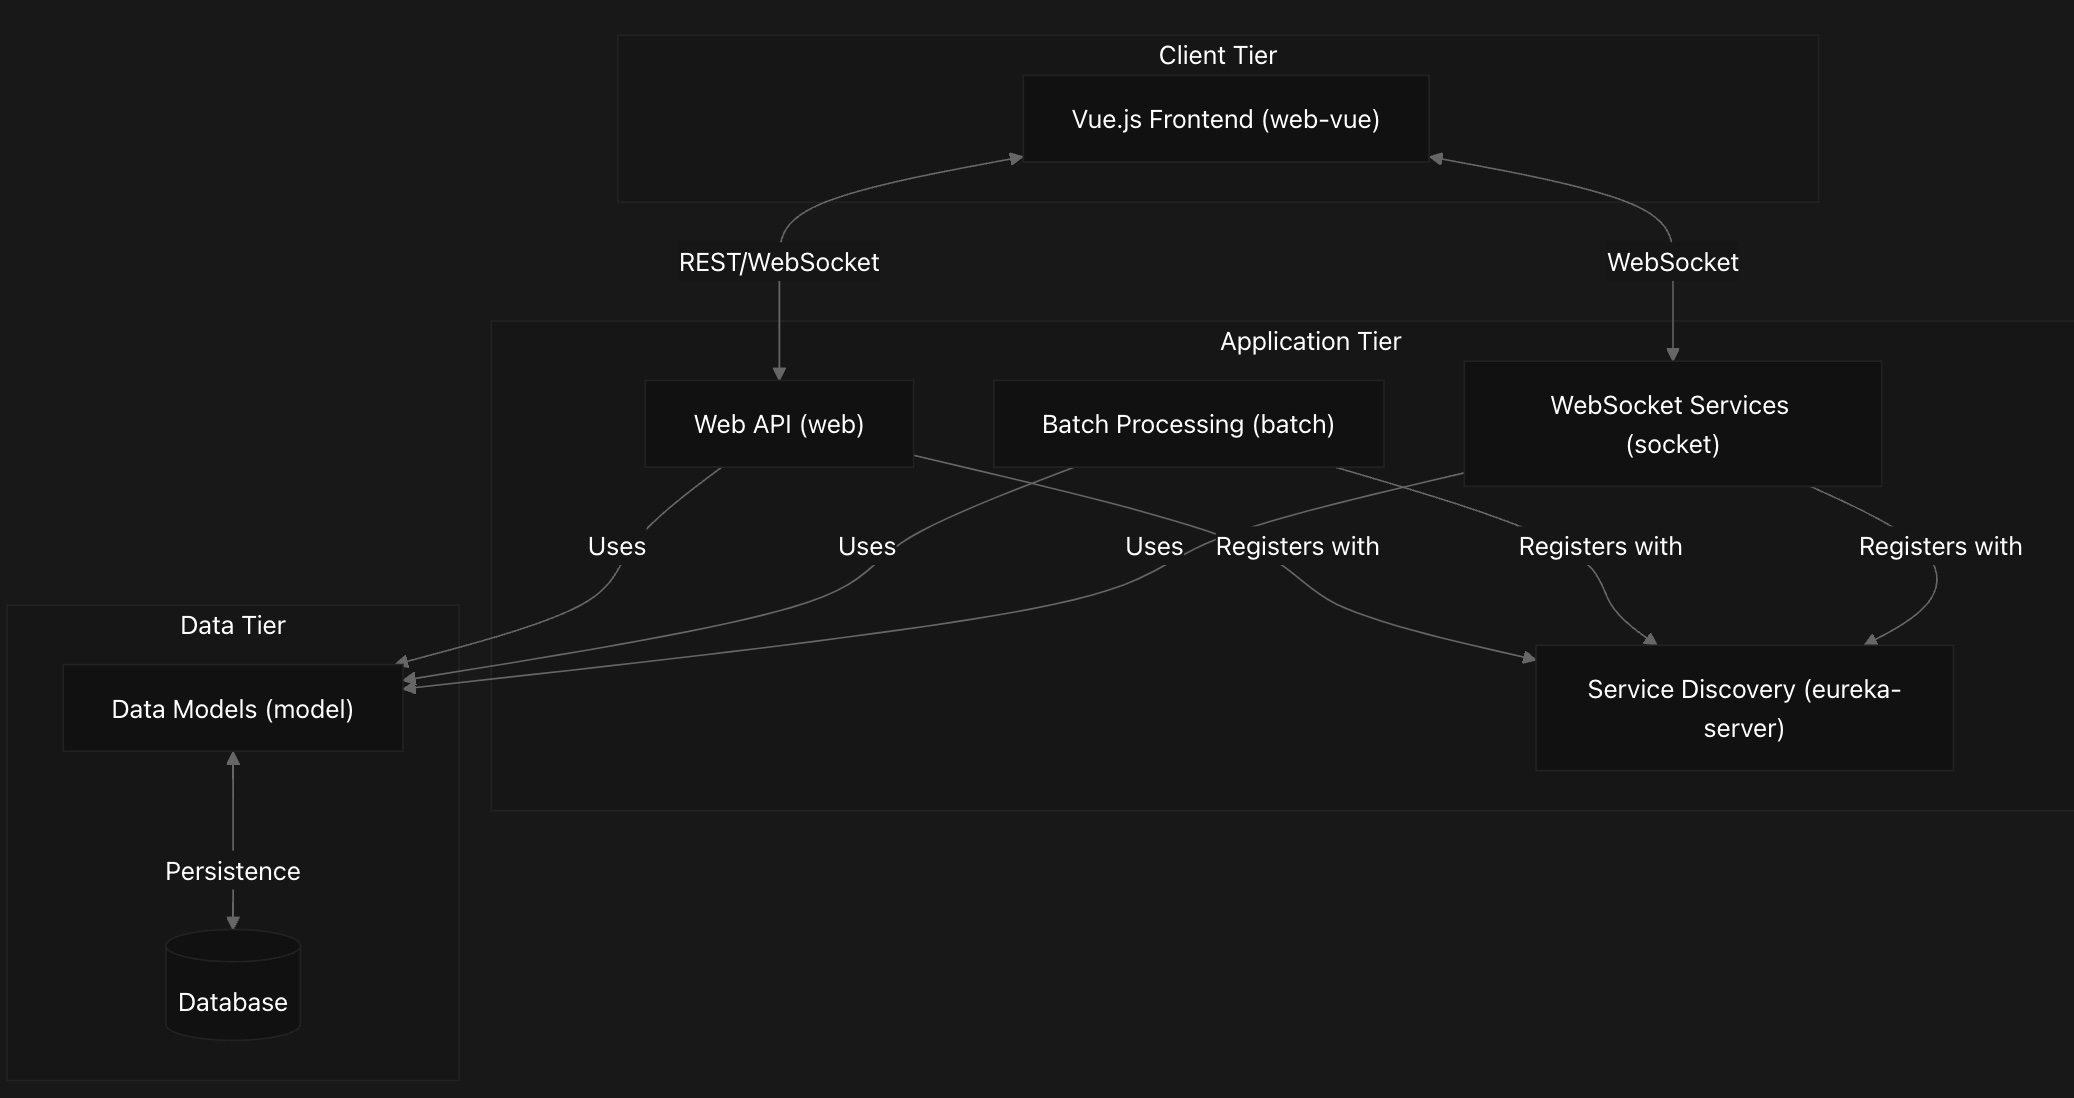 Client Tier
Vue.js Frontend (web-vue)
REST/WebSocket
WebSocket
Application Tier
Web API (web)
Batch Processing (batch)
WebSocket Services
(socket)
Uses
Uses
Uses
Registers with
Registers with
Registers with
Data Tier
Data Models (model)
Service Discovery (eureka-
server)
Persistence
Database